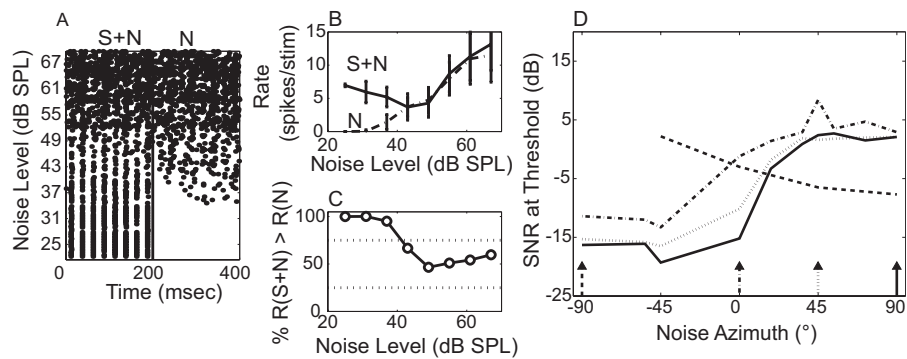 A
S+N N
Noise Level (dB SPL)
67
61
55
49
43
37
31
25
0 200 400
Time (msec)
B
Rate
(spikes/stim)
15
10
5
0
S+N
N
20 40 60
Noise Level (dB SPL)
C
% R(S+N) > R(N)
100
50
0
20 40 60 80
Noise Level (dB SPL)
D
SNR at Threshold (dB)
15
5
-5
-15
-25
-90 -45 0 45 90
Noise Azimuth (°)